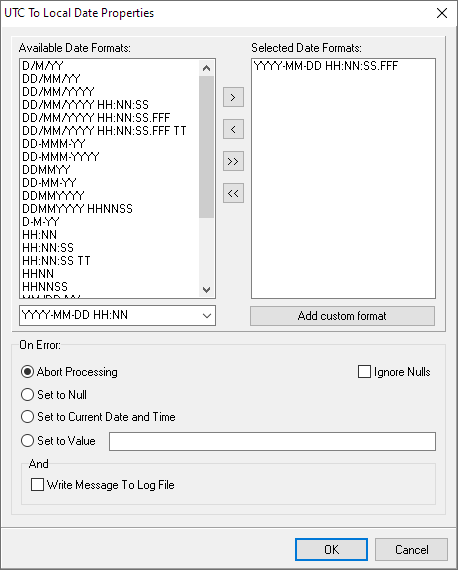 UTC To Local Date Properties
Available Date Formats:
D/M/YY
DD/MM/YY
DD/MM/YYYY
DD/MM/YYYY HH:NN:SS
DD/MM/YYYY HH:NN:SS.FFF
DD/MM/YYYY HH:NN:SS.FFF TT
DD-MMM-YY
DD-MMM-YYYY
DDMMYY
DD-MM-YY
DDMMYYYY
DDMMYYYY HHNNSS
D-M-YY
HH:NN
HH:NN:SS
HH:NN:SS TT
HHNN
HHNNSS
MM/DD/YY
YYYY-MM-DD HH:NN
>
<
>>
<<
Selected Date Formats:
YYYY-MM-DD HH:NN:SS.FFF
Add custom format
On Error:
Abort Processing
Ignore Nulls
Set to Null
Set to Current Date and Time
Set to Value
And
Write Message To Log File
OK
Cancel